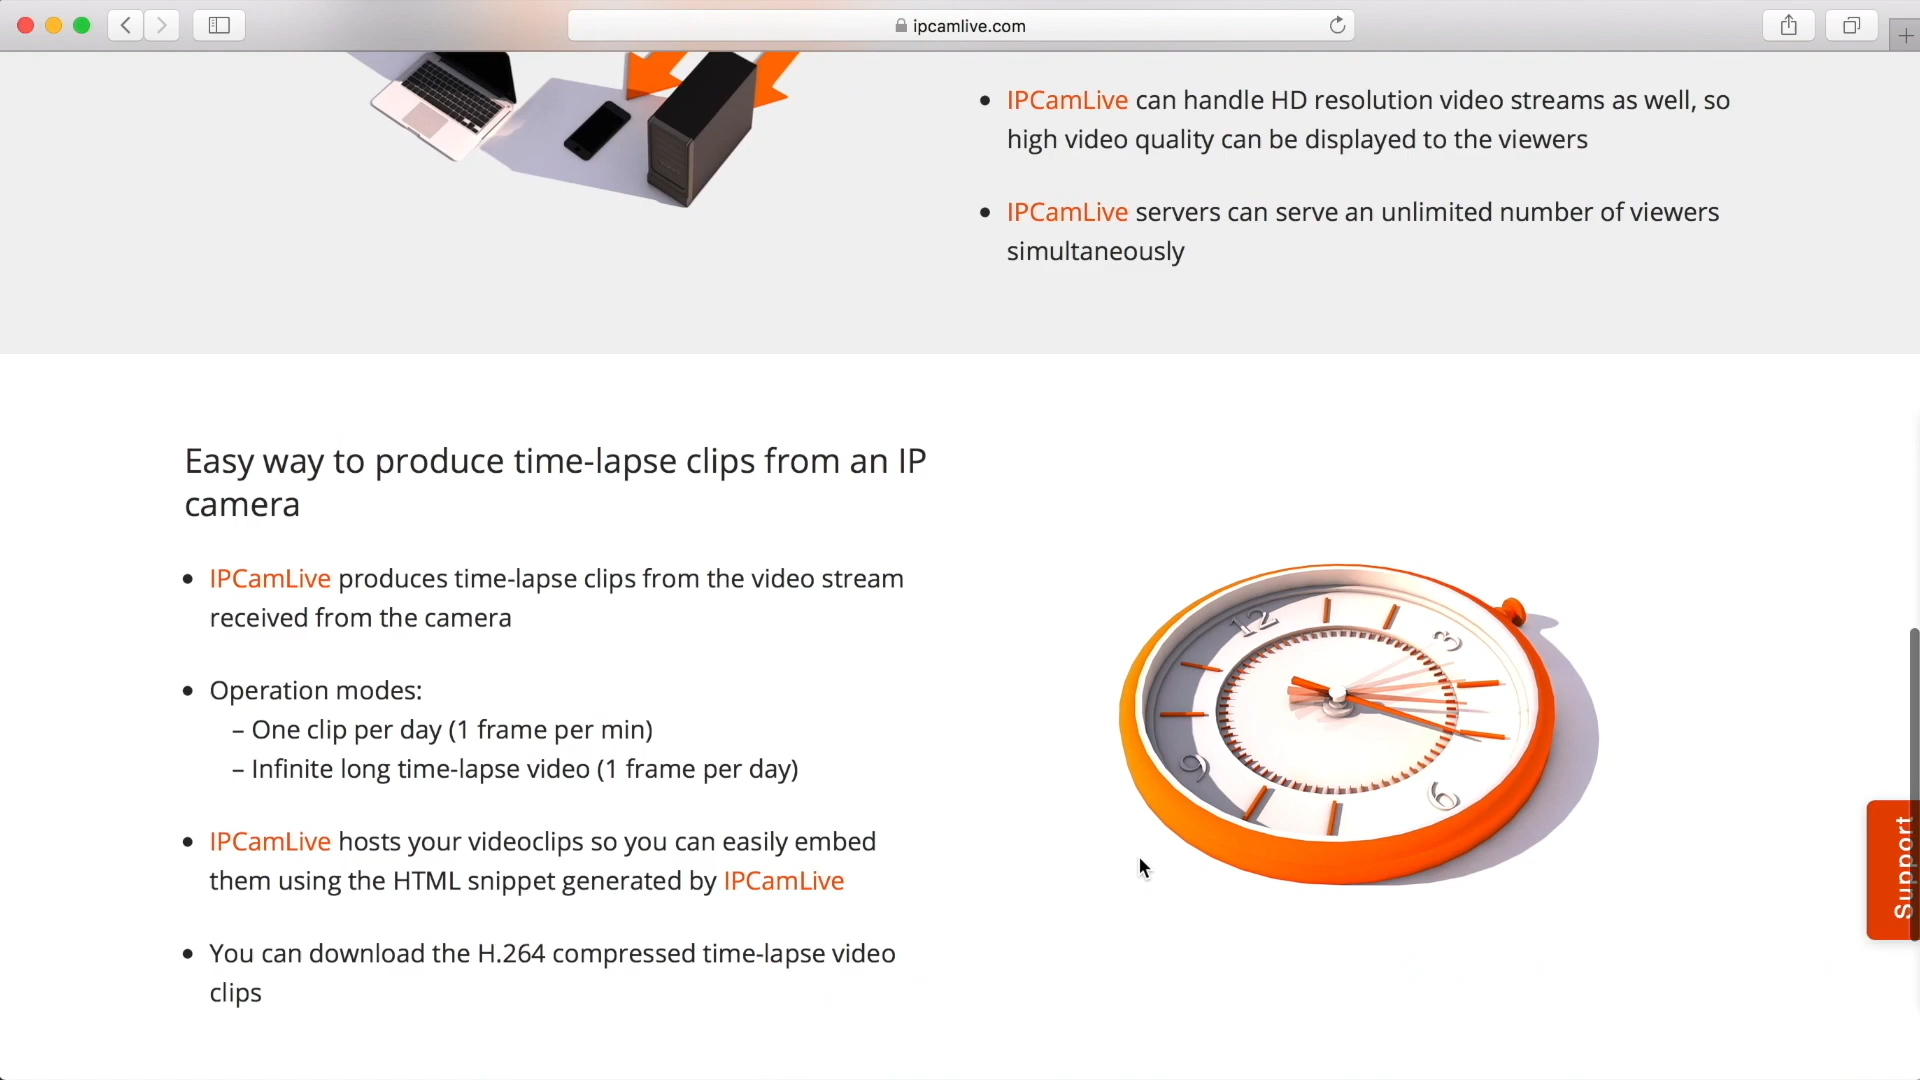 ipcamlive.com
• IPCamLive can handle HD resolution video streams as well, so
high video quality can be displayed to the viewers
• IPCamLive servers can serve an unlimited number of viewers
simultaneously
Easy way to produce time-lapse clips from an IP
camera
• IPCamLive produces time-lapse clips from the video stream
received from the camera
• Operation modes:
– One clip per day (1 frame per min)
– Infinite long time-lapse video (1 frame per day)
• IPCamLive hosts your videoclips so you can easily embed
them using the HTML snippet generated by IPCamLive
• You can download the H.264 compressed time-lapse video
clips
12
3
9
6
Support